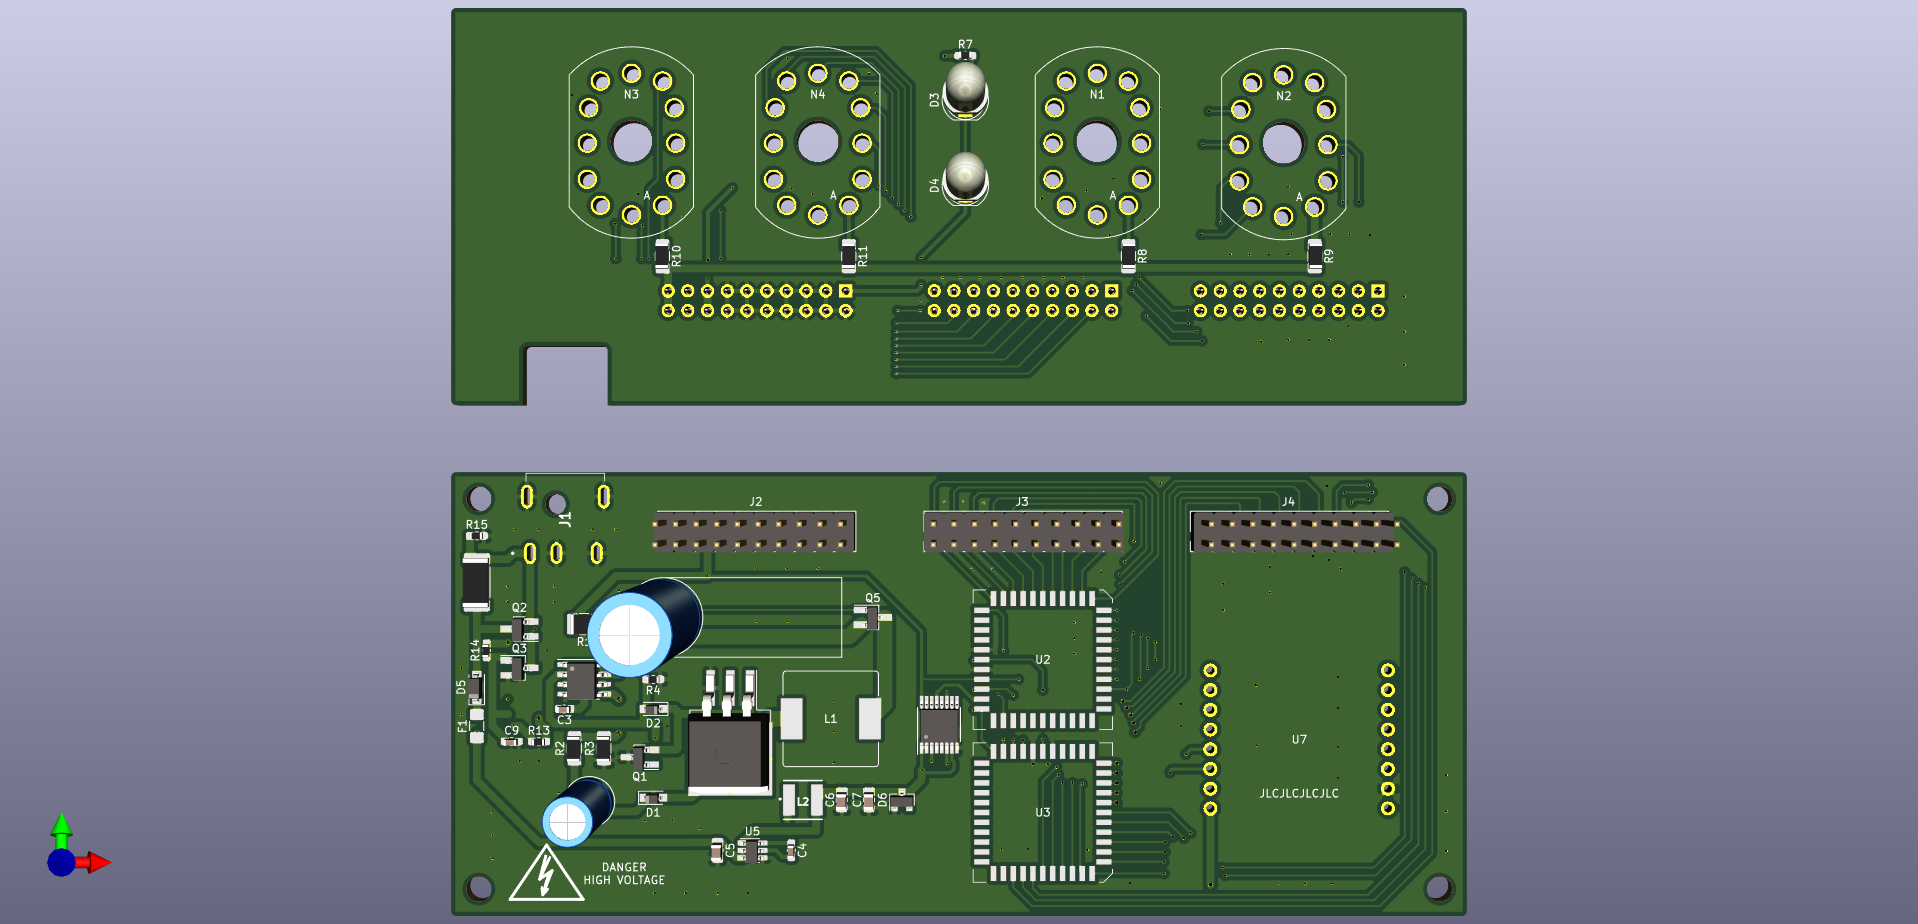 R7
N3
N4
N1
N2
D3
D4
A
A
A
A
R10
R11
R8
R9
J2
J3
J4
J1
R15
Q2
Q5
Q3
R14
U2
D5
R4
C3
D2
L1
F1
C9
R13
R2
R3
Q1
U7
L2
C6
C7
D6
JLCJLCJLCJLC
D1
U3
U5
C5
C4
DANGER
HIGH VOLTAGE